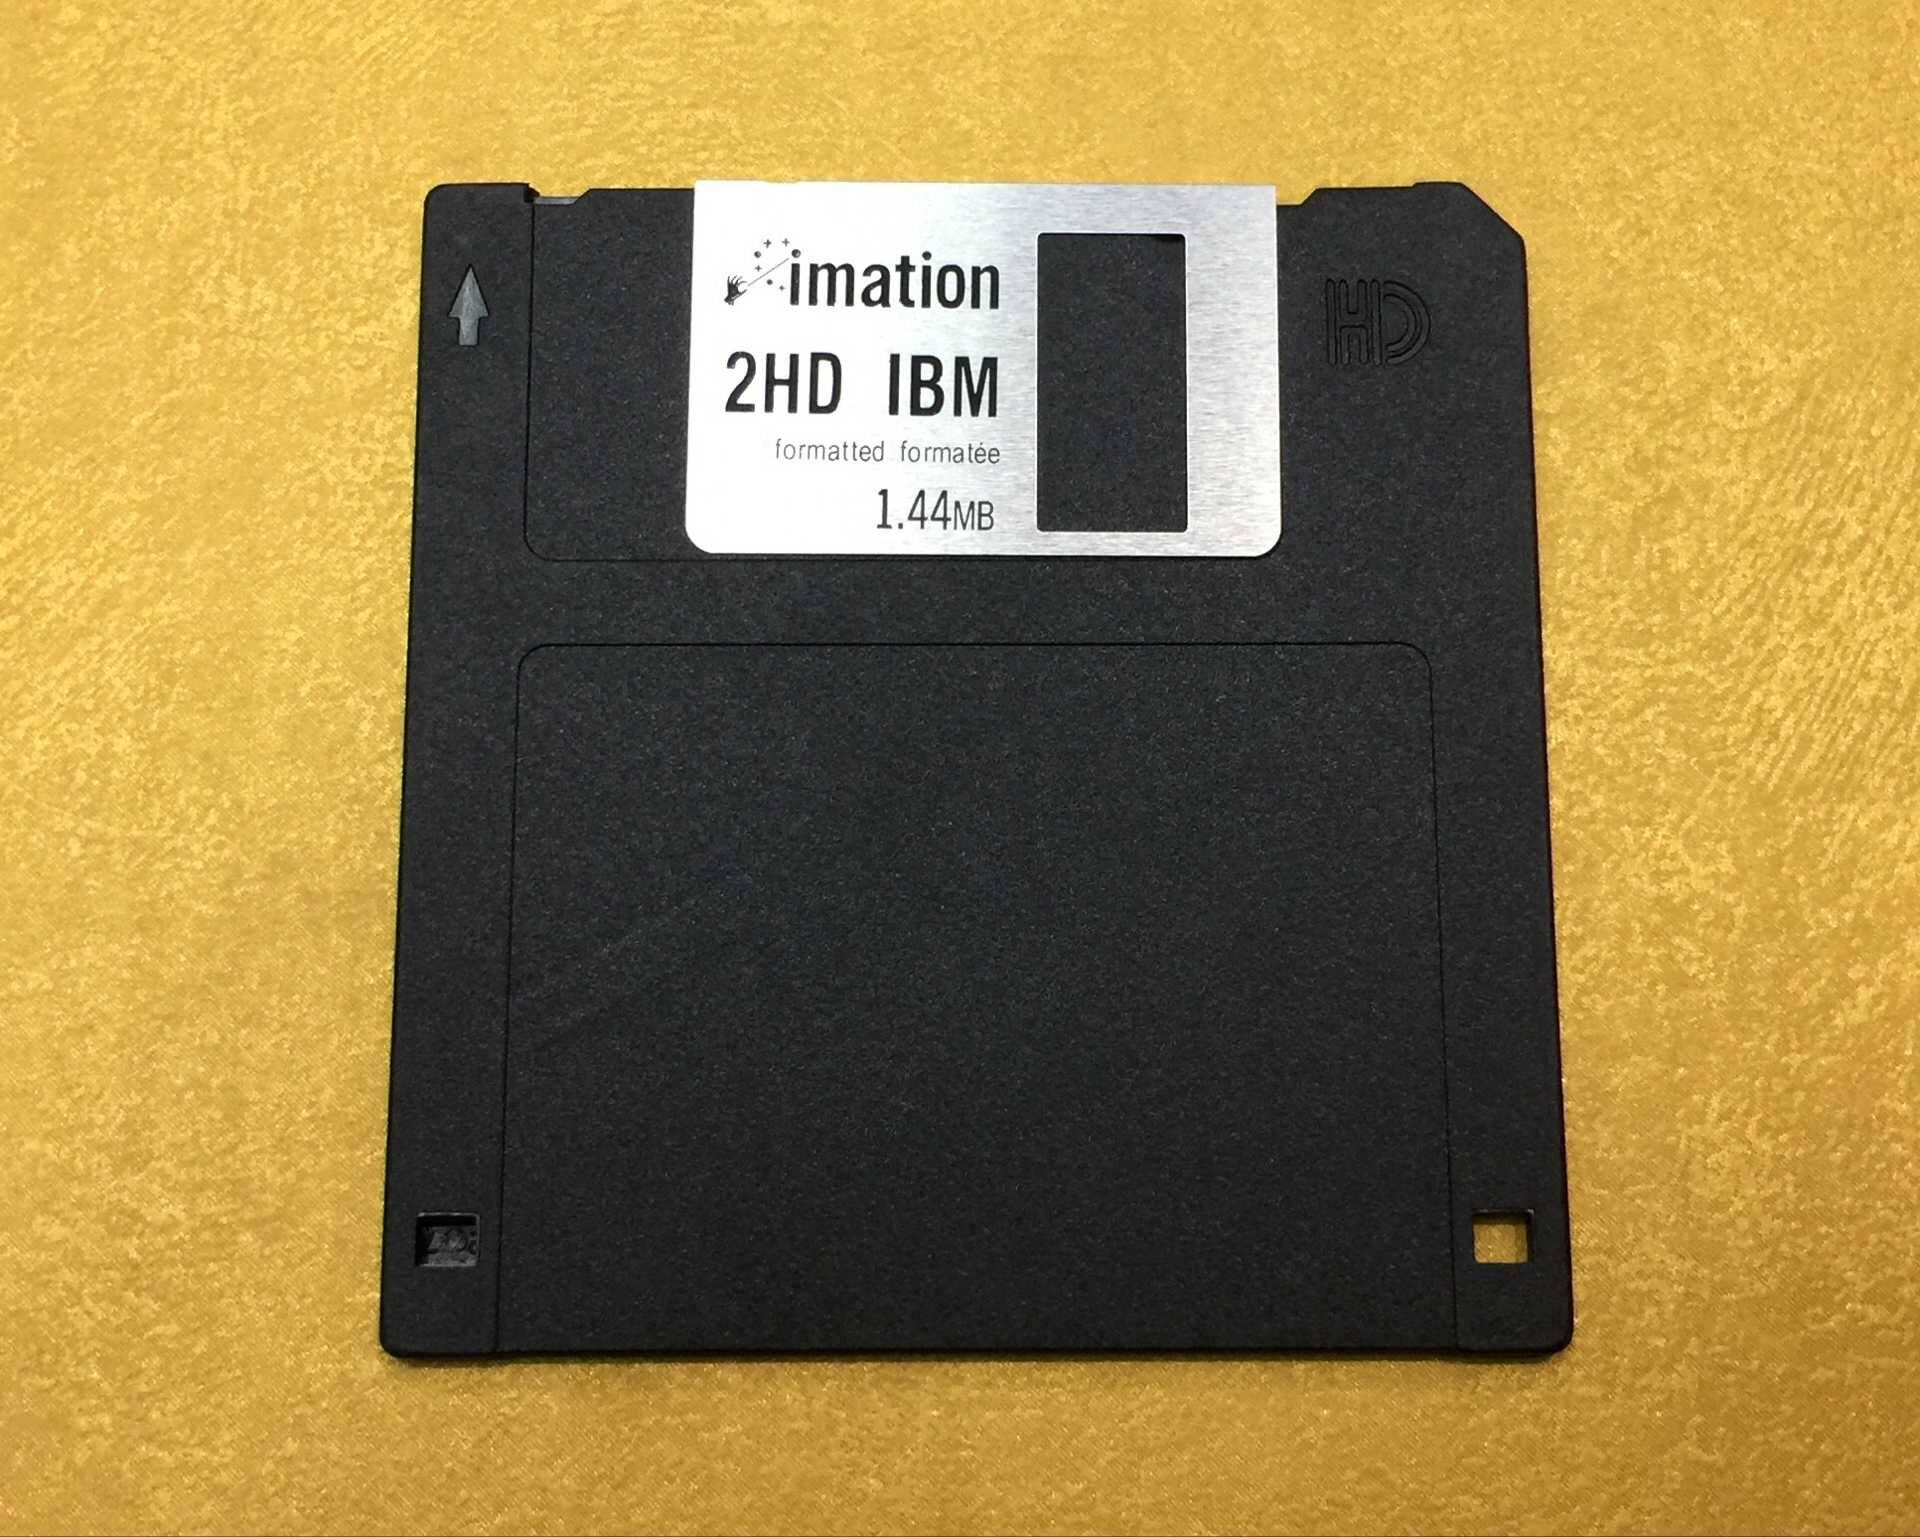 imation
HD
2HD IBM
formatted formatée
1.44MB